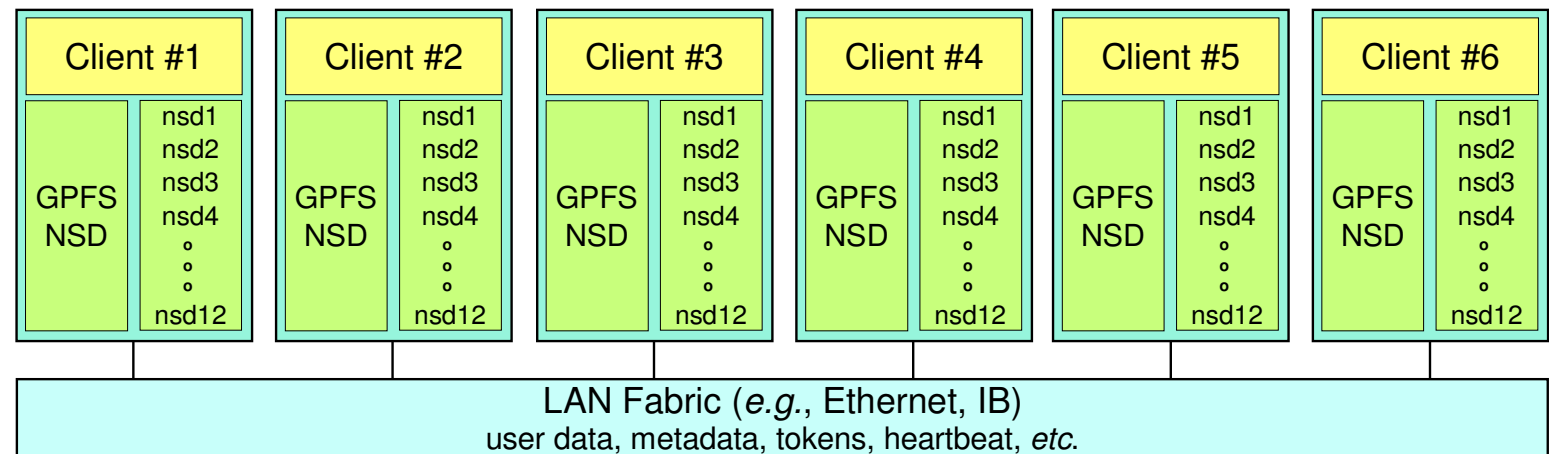 Client #1
GPFS
NSD
nsd1
nsd2
nsd3
nsd4
o
o
o
nsd12
Client #2
GPFS
NSD
nsd1
nsd2
nsd3
nsd4
o
o
o
nsd12
Client #3
GPFS
NSD
nsd1
nsd2
nsd3
nsd4
o
o
o
nsd12
Client #4
GPFS
NSD
nsd1
nsd2
nsd3
nsd4
o
o
o
nsd12
Client #5
GPFS
NSD
nsd1
nsd2
nsd3
nsd4
o
o
o
nsd12
Client #6
GPFS
NSD
nsd1
nsd2
nsd3
nsd4
o
o
o
nsd12
LAN Fabric (e.g., Ethernet, IB)
user data, metadata, tokens, heartbeat, etc.